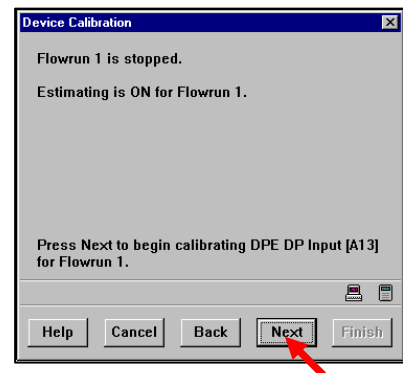 Device Calibration
Flowrun 1 is stopped.
Estimating is ON for Flowrun 1.
Press Next to begin calibrating DPE DP Input [A13]
for Flowrun 1.
Help Cancel Back Next Finish